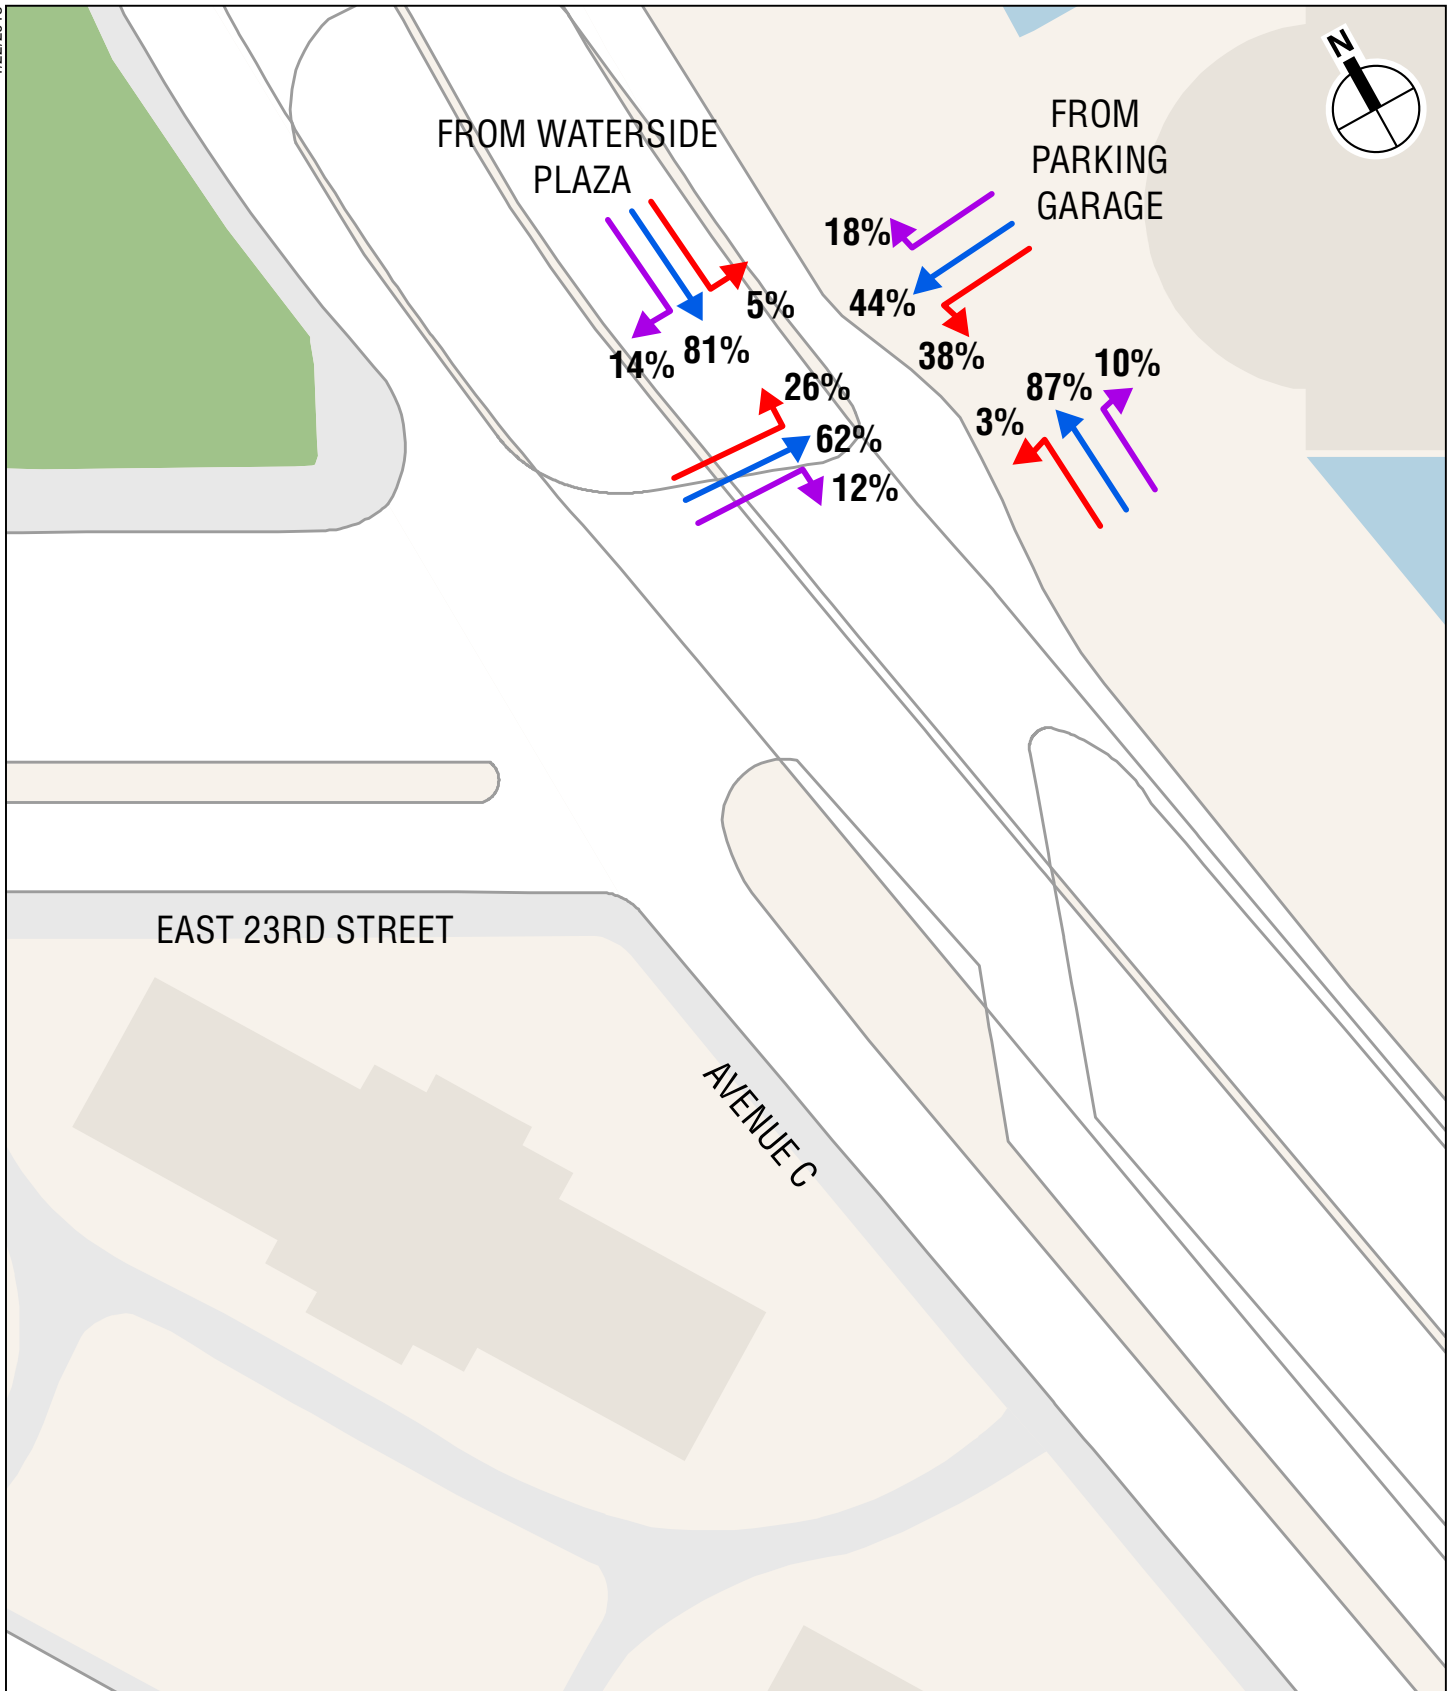 N
FROM WATERSIDE
PLAZA
FROM
PARKING
GARAGE
18%
44%
38%
5%
81%
14%
26%
62%
12%
10%
87%
3%
EAST 23RD STREET
AVENUE C